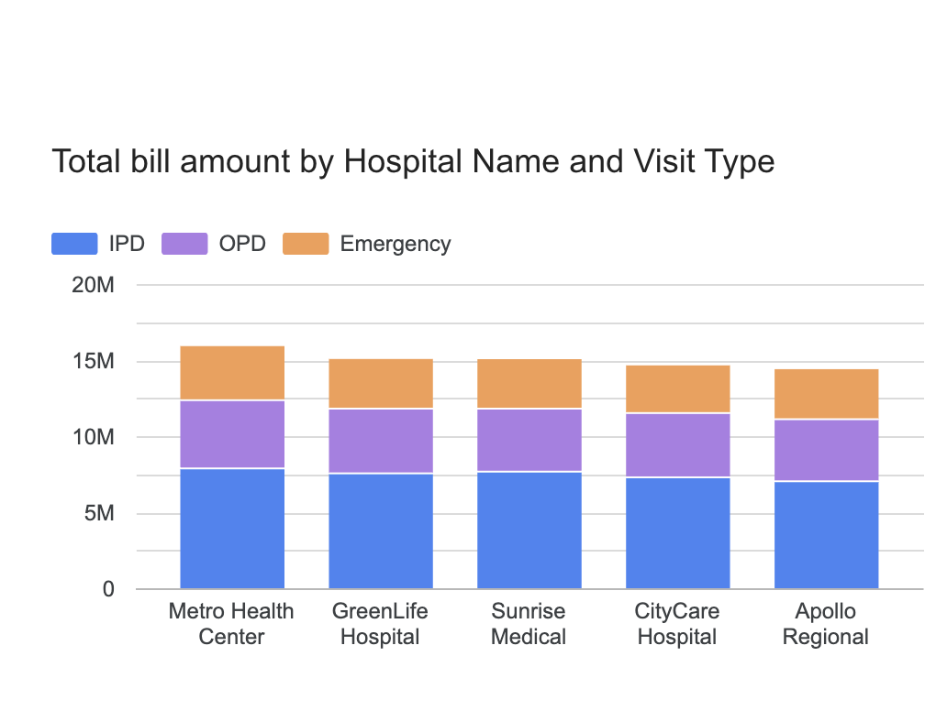 Total bill amount by Hospital Name and Visit Type
IPD OPD Emergency
20M
15M
10M
5M
0
Metro Health Center
GreenLife Hospital
Sunrise Medical
CityCare Hospital
Apollo Regional